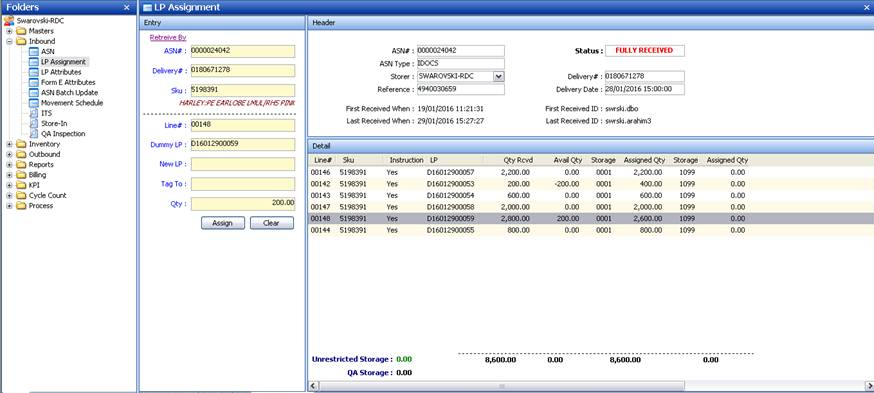 Folders
Swarovski-RDC
Masters
Inbound
ASN
LP Assignment
LP Attributes
Form E Attributes
ASN Batch Update
Movement Schedule
ITS
Store-In
QA Inspection
Inventory
Outbound
Reports
Billing
KPI
Cycle Count
Process
LP Assignment
Entry
Retreive By
ASN# : 0000024042
Delivery# : 0180671278
Sku : 5198391
HARLEY:PE EARLOBE LMUL/RHS PINK
Line# : 00148
Dummy LP : D16012900059
New LP :
Tag To :
Qty : 200.00
Assign Clear
Header
ASN# : 0000024042 Status : FULLY RECEIVED
ASN Type : IDOCS
Storer : SWAROVSKI-RDC Delivery# : 0180671278
Reference : 4940030659 Delivery Date : 28/01/2016 15:00:00
First Received When : 19/01/2016 11:21:31 First Received ID : swrski.dbo
Last Received When : 29/01/2016 15:27:27 Last Received ID : swrski.arahim3
Detail
Line# Sku Instruction LP Qty Rcvd Avail Qty Storage Assigned Qty Storage Assigned Qty
00146 5198391 Yes D16012900057 2,200.00 0.00 0001 2,200.00 1099 0.00
00142 5198391 Yes D16012900053 200.00 -200.00 0001 400.00 1099 0.00
00143 5198391 Yes D16012900054 600.00 0.00 0001 600.00 1099 0.00
00147 5198391 Yes D16012900058 2,000.00 0.00 0001 2,000.00 1099 0.00
00148 5198391 Yes D16012900059 2,800.00 200.00 0001 2,600.00 1099 0.00
00144 5198391 Yes D16012900055 800.00 0.00 0001 800.00 1099 0.00
Unrestricted Storage : 0.00 8,600.00 0.00 8,600.00 0.00
QA Storage : 0.00